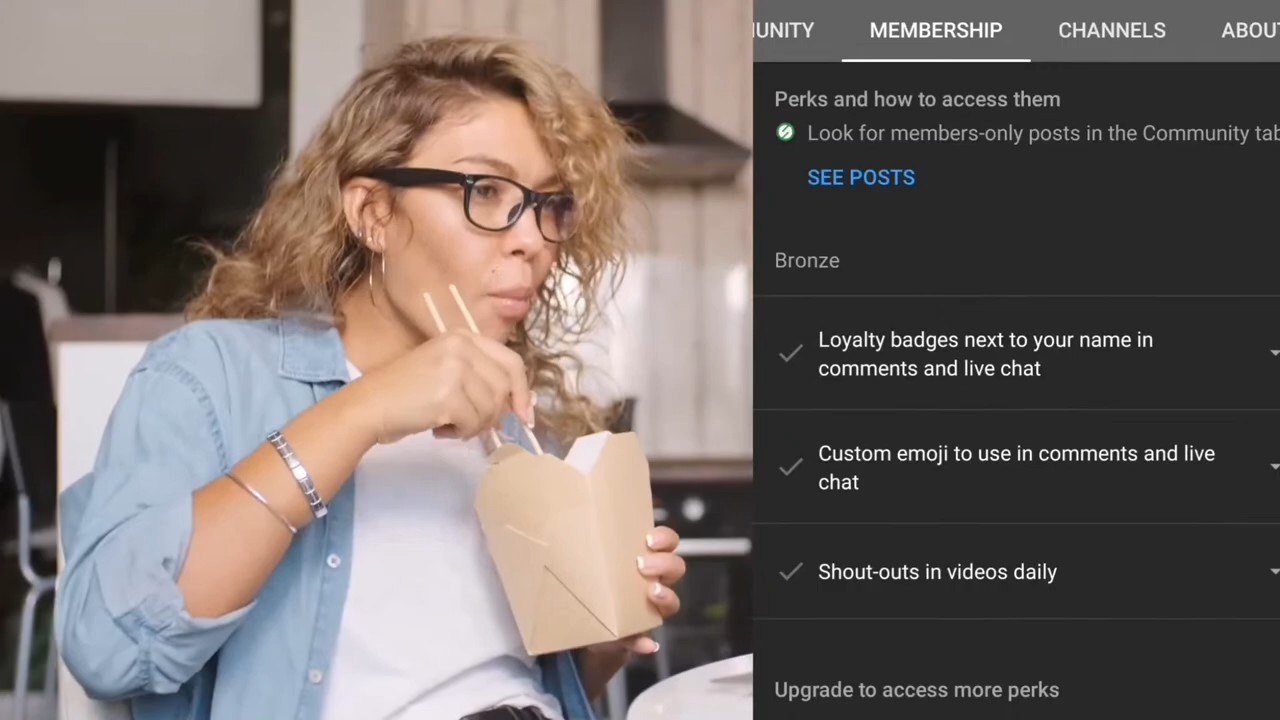 UNITY MEMBERSHIP CHANNELS ABOUT
Perks and how to access them
Look for members-only posts in the Community tab
SEE POSTS
Bronze
Loyalty badges next to your name in
comments and live chat
Custom emoji to use in comments and live
chat
Shout-outs in videos daily
Upgrade to access more perks